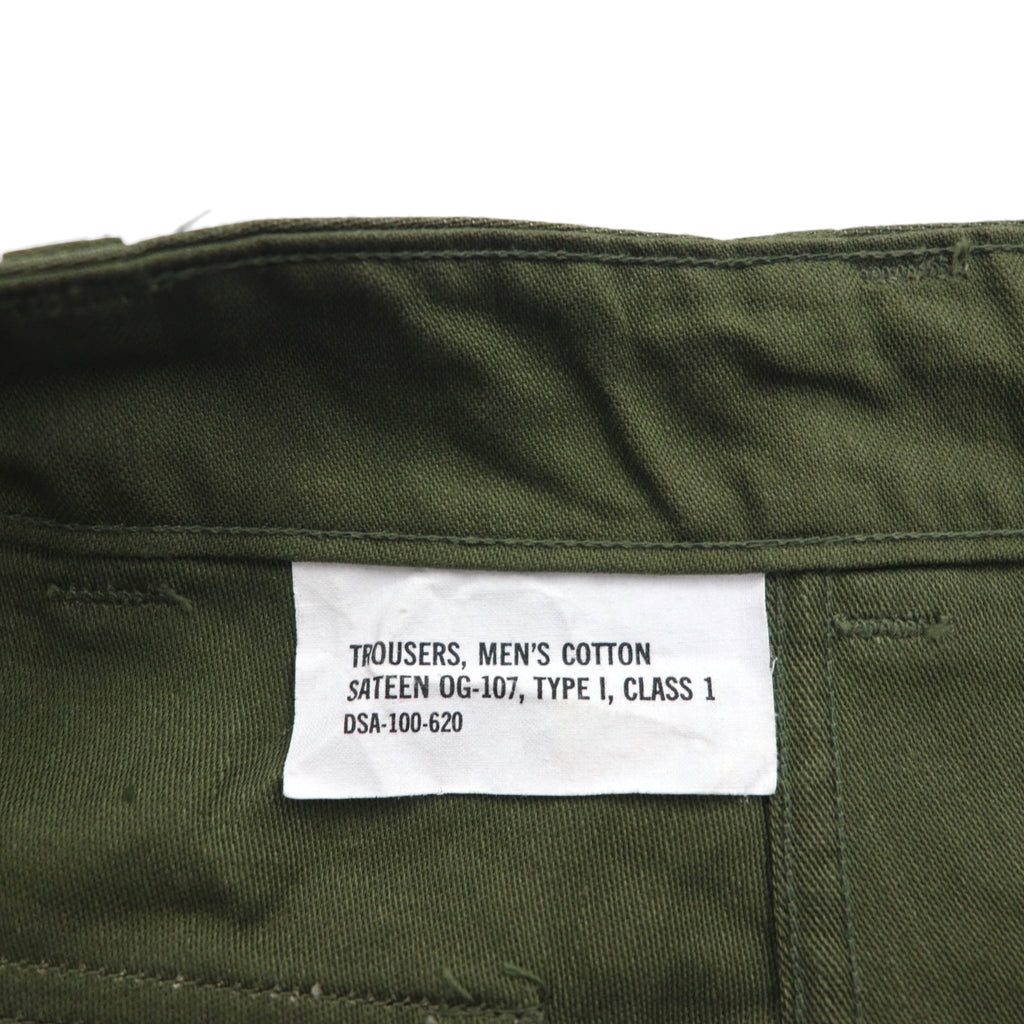 TROUSERS, MEN'S COTTON
SATEEN OG-107, TYPE I, CLASS 1
DSA-100-620